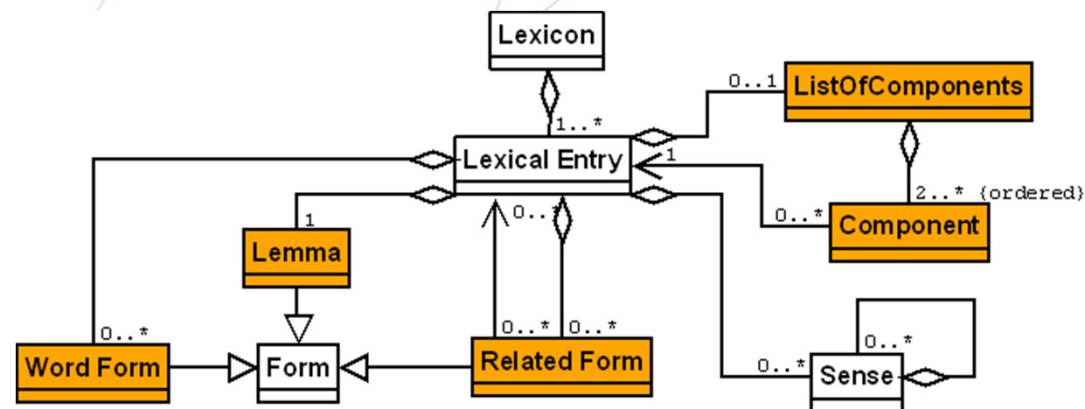 Lexicon
0..1
ListOfComponents
1..*
Lexical Entry
1
2..* {ordered}
0..*
Component
1
0..
Lemma
0..*
0..*
0..*
0..*
Word Form
Form
Related Form
0..*
Sense